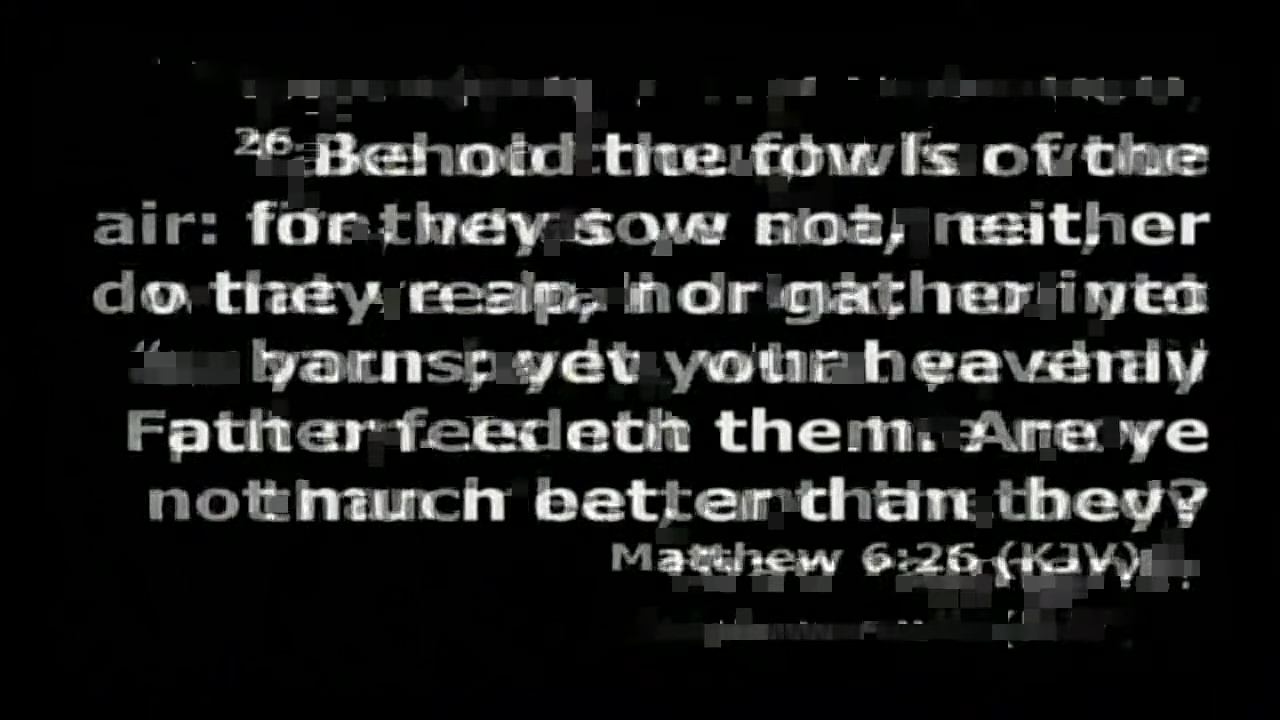 26. Behold the fowls of the
air: for they sow not, neither
do they reap, nor gather into
barns; yet your heavenly
Father feedeth them. Are ye
not much better than they?
Matthew 6:26 (KJV)